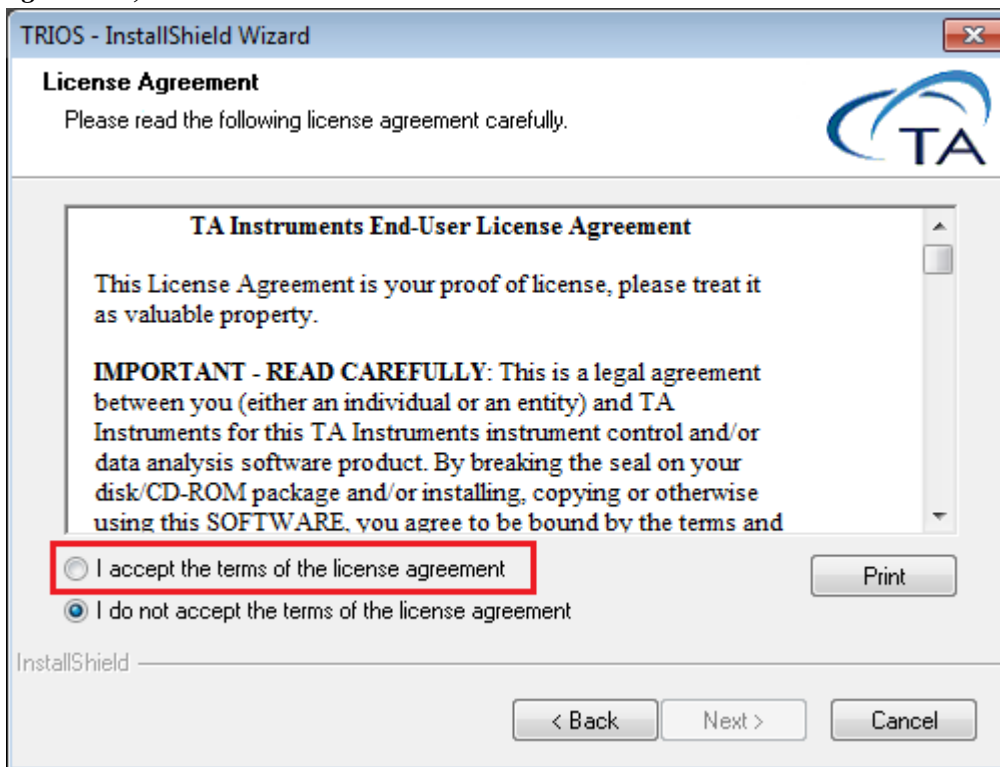 TRIOS - InstallShield Wizard
License Agreement
Please read the following license agreement carefully.
TA
TA Instruments End-User License Agreement
This License Agreement is your proof of license, please treat it
as valuable property.
IMPORTANT - READ CAREFULLY: This is a legal agreement
between you (either an individual or an entity) and TA
Instruments for this TA Instruments instrument control and/or
data analysis software product. By breaking the seal on your
disk/CD-ROM package and/or installing, copying or otherwise
using this SOFTWARE, you agree to be bound by the terms and
I accept the terms of the license agreement
Print
I do not accept the terms of the license agreement
InstallShield
< Back
Next >
Cancel